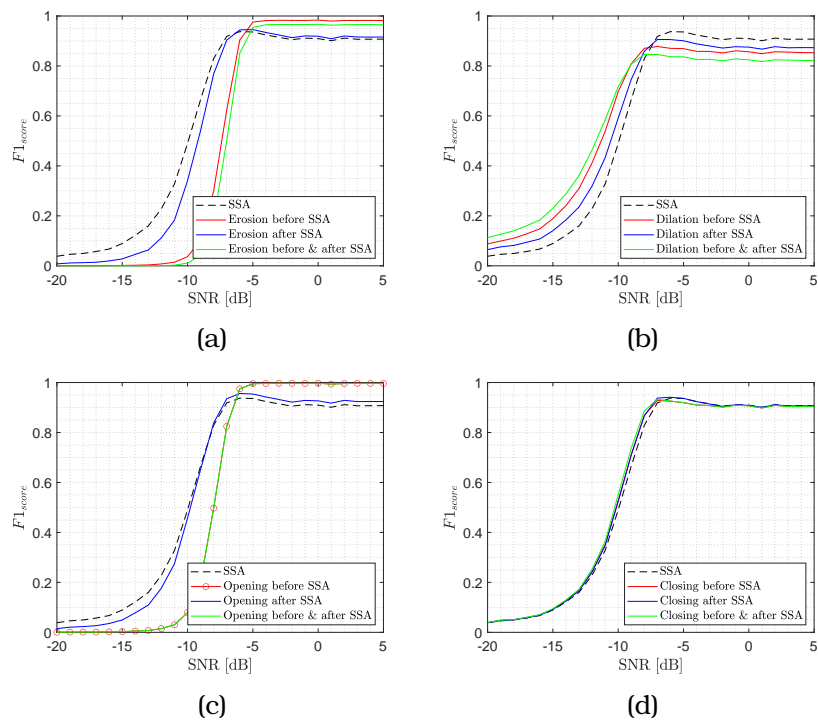 1
0.8
0.6
0.4
0.2
0
F1score
SSA
Erosion before SSA
Erosion after SSA
Erosion before & after SSA
-20 -15 -10 -5 0 5
SNR [dB]
(a)
1
0.8
0.6
0.4
0.2
0
F1score
SSA
Dilation before SSA
Dilation after SSA
Dilation before & after SSA
-20 -15 -10 -5 0 5
SNR [dB]
(b)
1
0.8
0.6
0.4
0.2
0
F1score
SSA
Opening before SSA
Opening after SSA
Opening before & after SSA
-20 -15 -10 -5 0 5
SNR [dB]
(c)
1
0.8
0.6
0.4
0.2
0
F1score
SSA
Closing before SSA
Closing after SSA
Closing before & after SSA
-20 -15 -10 -5 0 5
SNR [dB]
(d)